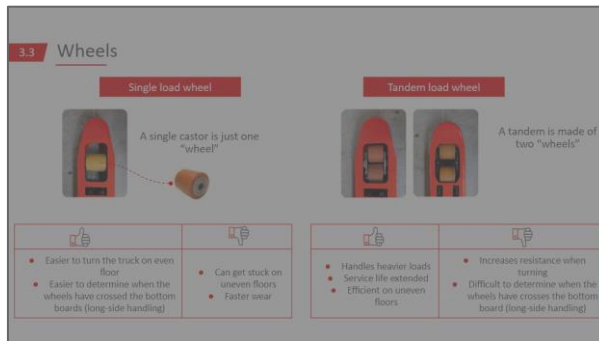 3.3 Wheels
Single load wheel
A single castor is just one
“wheel”
● Easier to turn the truck on even
floor
● Easier to determine when the
wheels have crossed the bottom
boards (long-side handling)
● Can get stuck on
uneven floors
● Faster wear
Tandem load wheel
A tandem is made of
two “wheels”
● Handles heavier loads
● Service life extended
● Efficient on uneven
floors
● Increases resistance when
turning
● Difficult to determine when the
wheels have crosses the bottom
board (long-side handling)